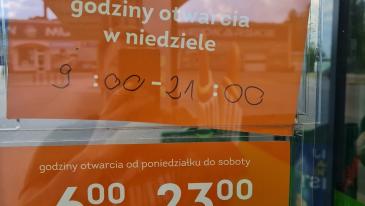 godziny otwarcia
w niedziele
9:00-21:00
godziny otwarcia od poniedziałku do soboty
6⁰⁰ 23⁰⁰